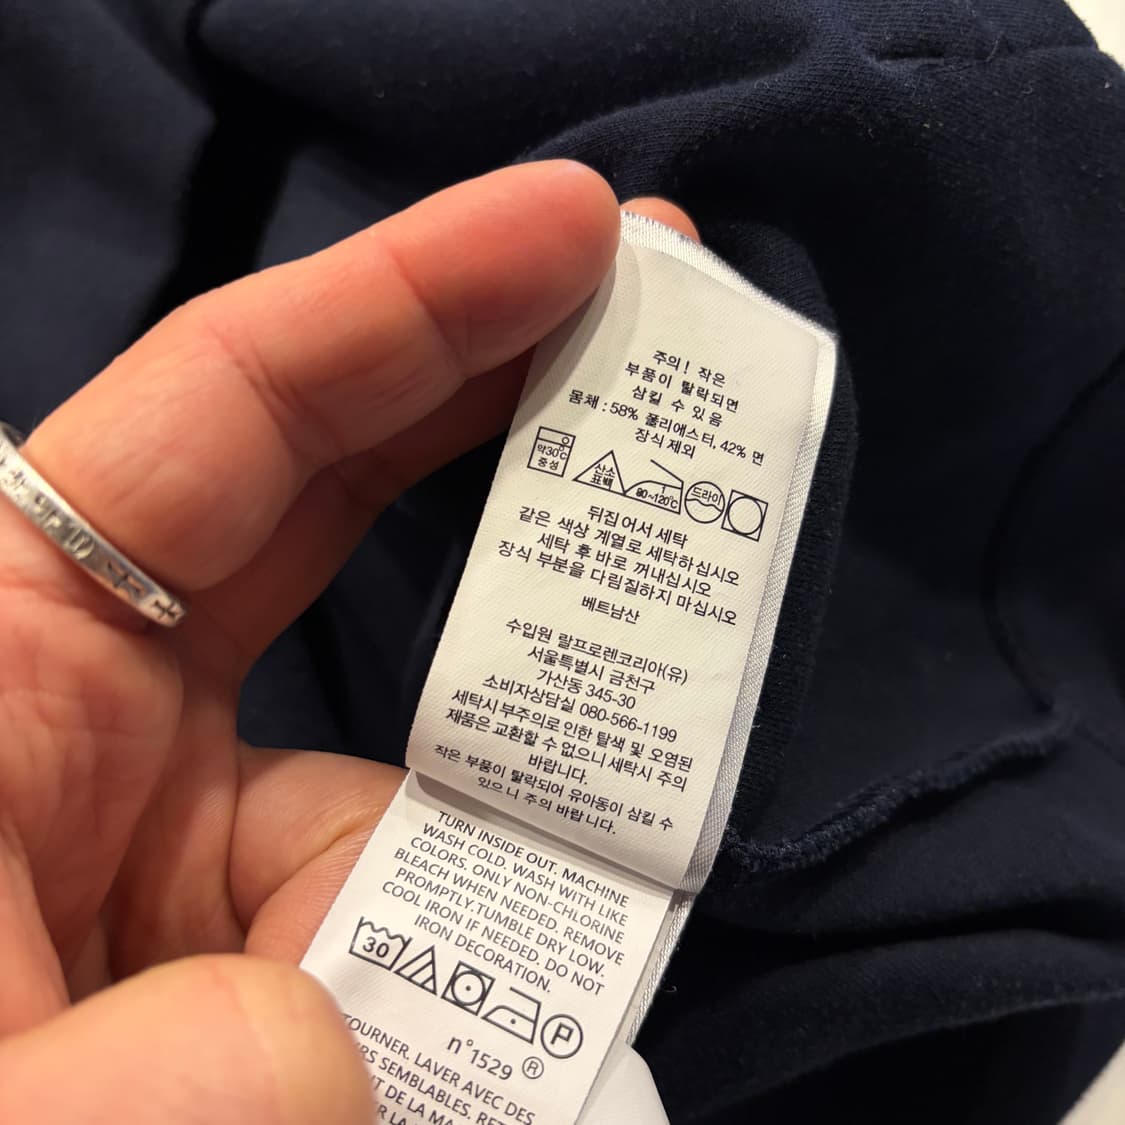 주의! 작은
부품이 탈락되면
삼킬 수 있음
몸체 : 58% 폴리에스터, 42% 면
장식 제외
약30℃
중성
산소
표백
1
80~120℃
드라이
뒤집어서 세탁
같은 색상 계열로 세탁하십시오
세탁 후 바로 꺼내십시오
장식 부분을 다림질하지 마십시오
베트남산
수입원 랄프로렌코리아(유)
서울특별시 금천구
가산동 345-30
소비자상담실 080-566-1199
세탁시 부주의로 인한 탈색 및 오염된
제품은 교환할 수 없으니 세탁시 주의
바랍니다.
작은 부품이 탈락되어 유아동이 삼킬 수
있으니 주의 바랍니다.
TURN INSIDE OUT. MACHINE
WASH COLD. WASH WITH LIKE
COLORS. ONLY NON-CHLORINE
BLEACH WHEN NEEDED. REMOVE
PROMPTLY.TUMBLE DRY LOW.
COOL IRON IF NEEDED. DO NOT
IRON DECORATION.
30
P
n°1529 ®
TOURNER. LAVER AVEC DES
SEMBLABLES.
DE LA